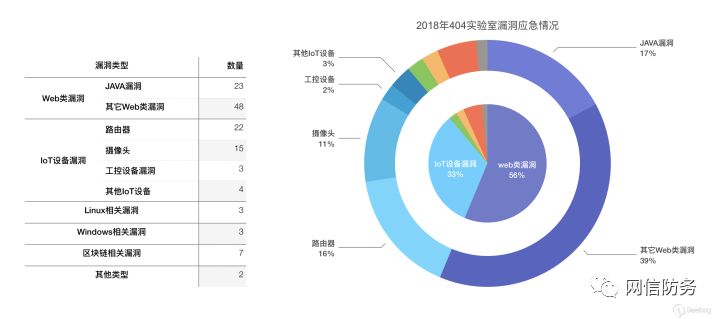 2018年404实验室漏洞应急情况
漏洞类型 数量
Web类漏洞 JAVA漏洞 23
其它Web类漏洞 48
IoT设备漏洞 路由器 22
摄像头 15
工控设备漏洞 3
其他IoT设备 4
Linux相关漏洞 3
Windows相关漏洞 3
区块链相关漏洞 7
其他类型 2
其他IoT设备
3%
工控设备
2%
摄像头
11%
路由器
16%
JAVA漏洞
17%
其它Web类漏洞
39%
IoT设备漏洞
33%
web类漏洞
56%
网信防务
Seebug